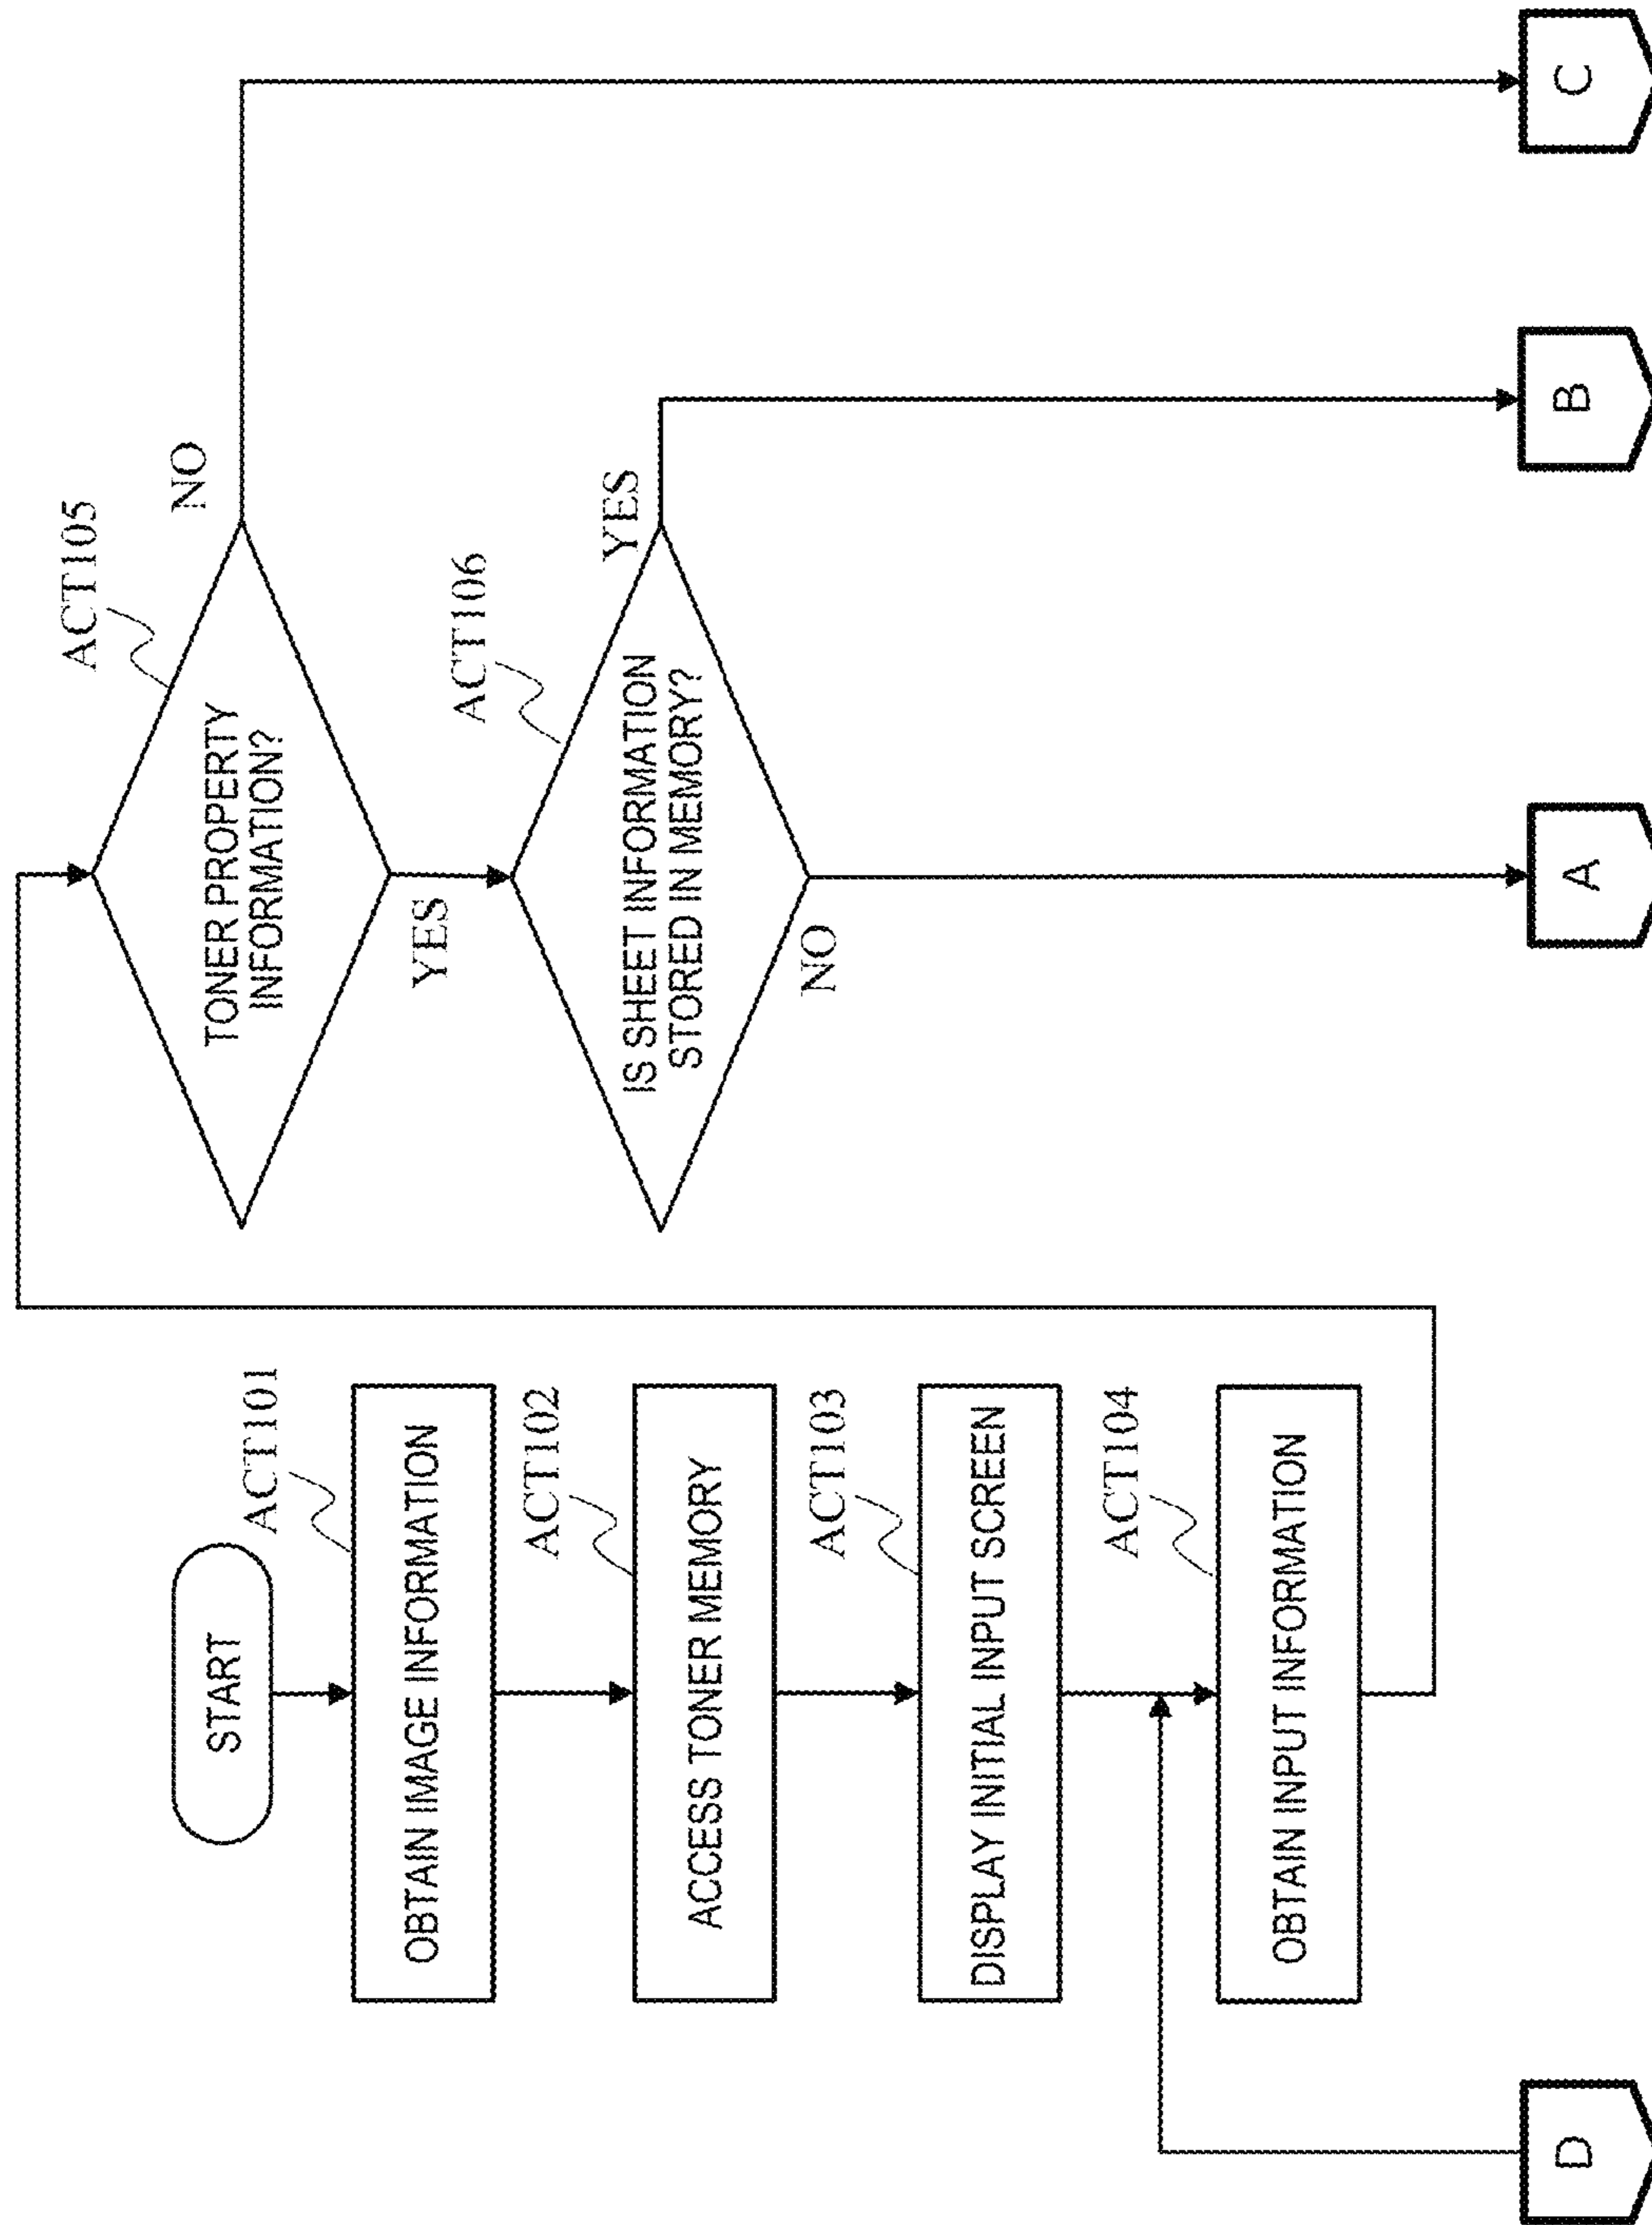 START
ACT101
OBTAIN IMAGE INFORMATION
ACT102
ACCESS TONER MEMORY
ACT103
DISPLAY INITIAL INPUT SCREEN
ACT104
OBTAIN INPUT INFORMATION
D
ACT105
TONER PROPERTY
INFORMATION?
NO
YES
ACT106
IS SHEET INFORMATION
STORED IN MEMORY?
YES
NO
A
B
C